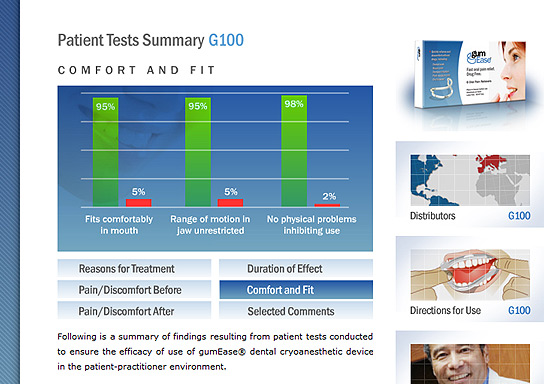 Patient Tests Summary G100
COMFORT AND FIT
95%
5%
95%
5%
98%
2%
Fits comfortably
in mouth
Range of motion in
jaw unrestricted
No physical problems
inhibiting use
Reasons for Treatment
Duration of Effect
Pain/Discomfort Before
Comfort and Fit
Pain/Discomfort After
Selected Comments
Following is a summary of findings resulting from patient tests conducted
to ensure the efficacy of use of gumEase® dental cryoanesthetic device
in the patient-practitioner environment.
gum
Ease
Fast oral pain relief.
Drug Free.
Distributors G100
Directions for Use G100